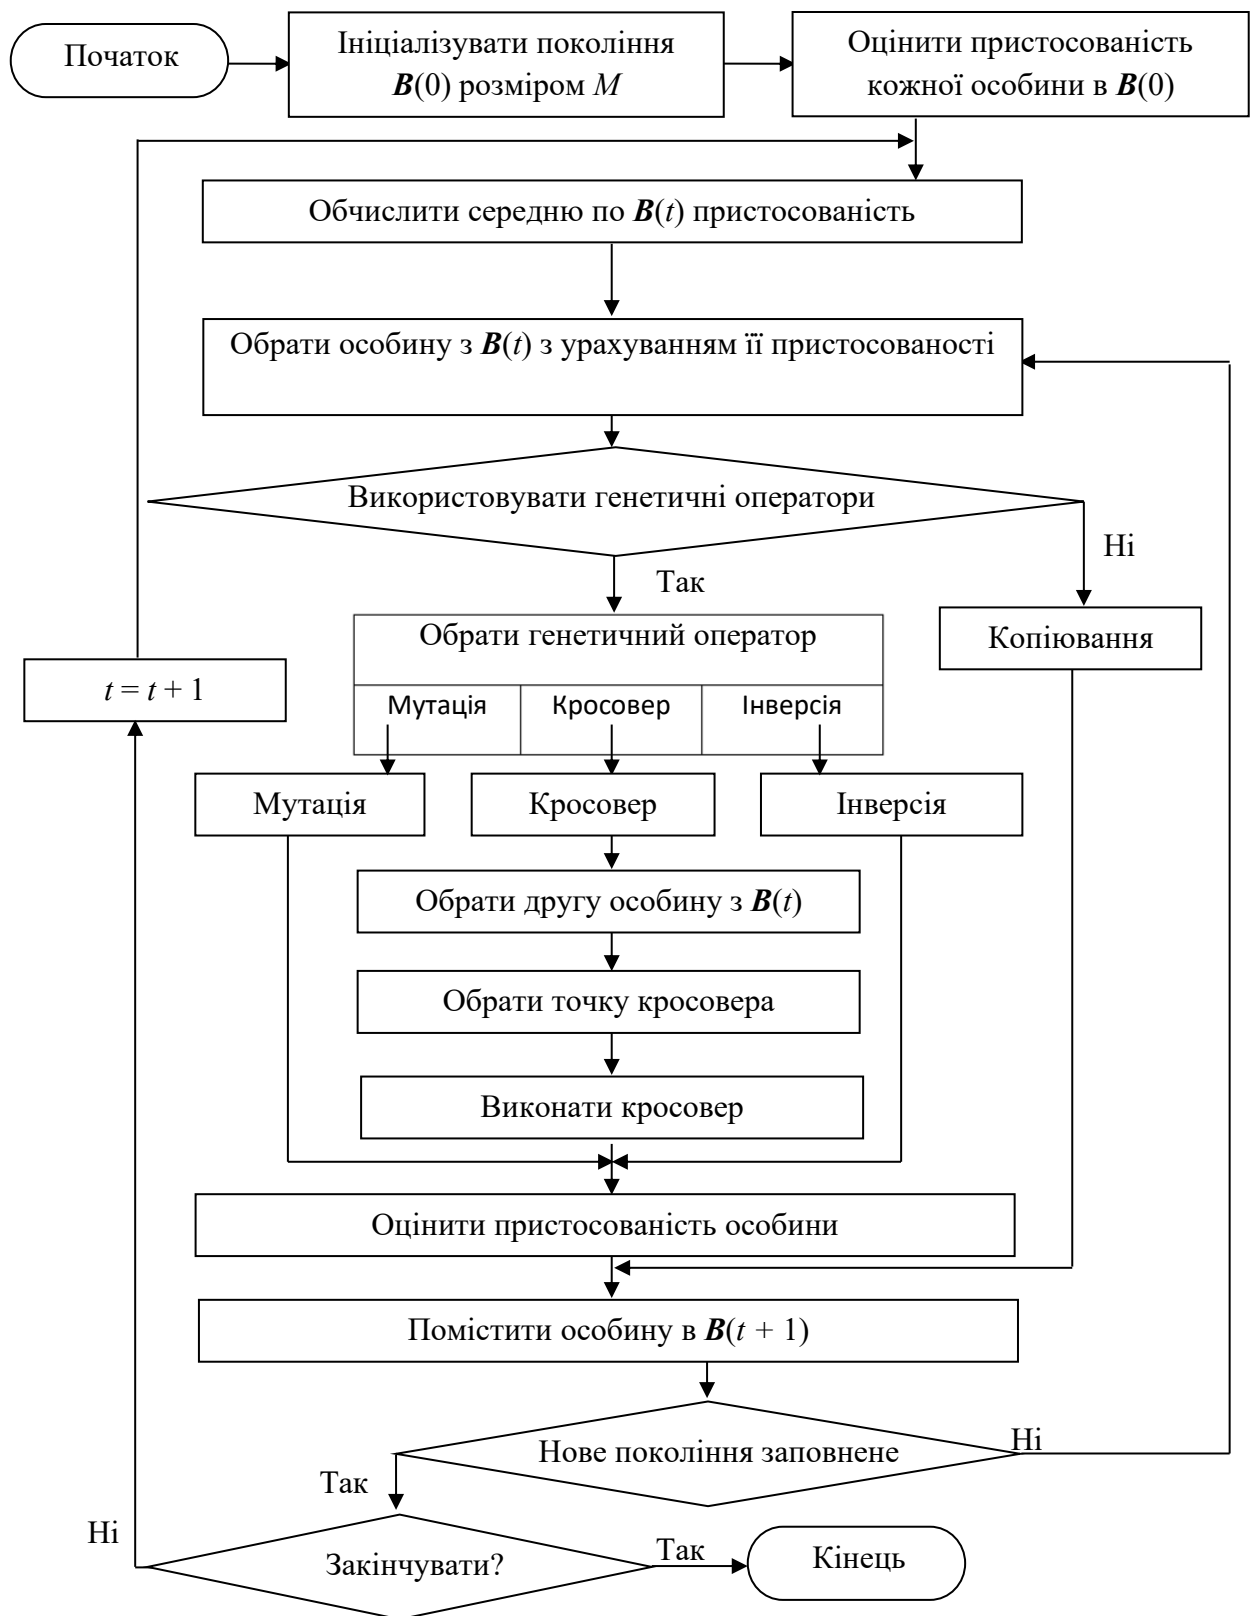 Початок
Ініціалізувати покоління
B(0) розміром M
Оцінити пристосованість
кожної особини в B(0)
Обчислити середню по B(t) пристосованість
Обрати особину з B(t) з урахуванням її пристосованості
Використовувати генетичні оператори
Ні
Так
Обрати генетичний оператор
Копіювання
t = t + 1
Мутація
Кросовер
Інверсія
Мутація
Кросовер
Інверсія
Обрати другу особину з B(t)
Обрати точку кросовера
Виконати кросовер
Оцінити пристосованість особини
Помістити особину в B(t + 1)
Нове покоління заповнене
Ні
Так
Ні
Закінчувати?
Так
Кінець